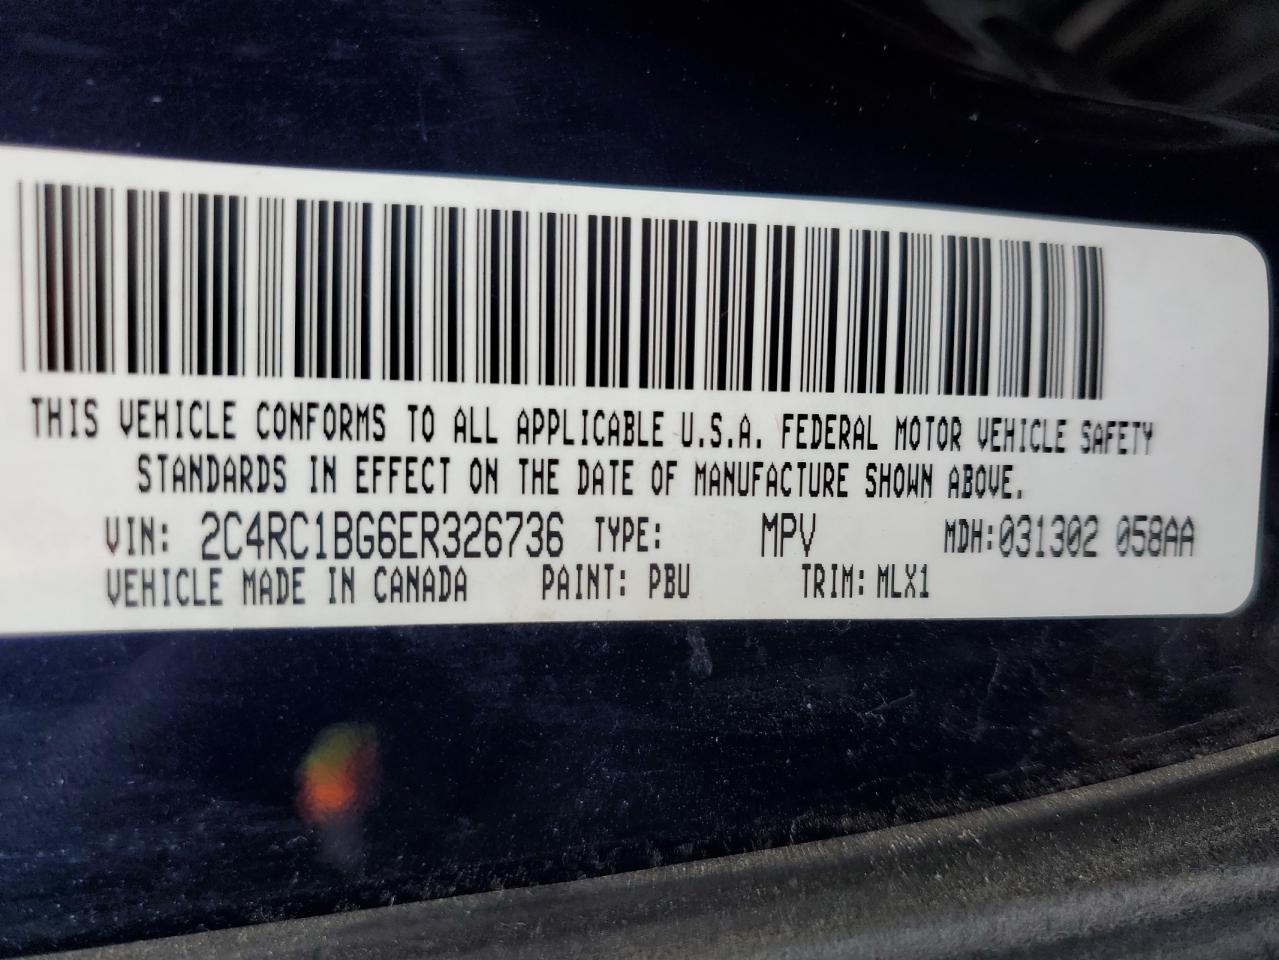 THIS VEHICLE CONFORMS TO ALL APPLICABLE U.S.A. FEDERAL MOTOR VEHICLE SAFETY
STANDARDS IN EFFECT ON THE DATE OF MANUFACTURE SHOWN ABOVE.
VIN: 2C4RC1BG6ER326736 TYPE: MPV MDH:031302 058AA
VEHICLE MADE IN CANADA PAINT: PBU TRIM: MLX1